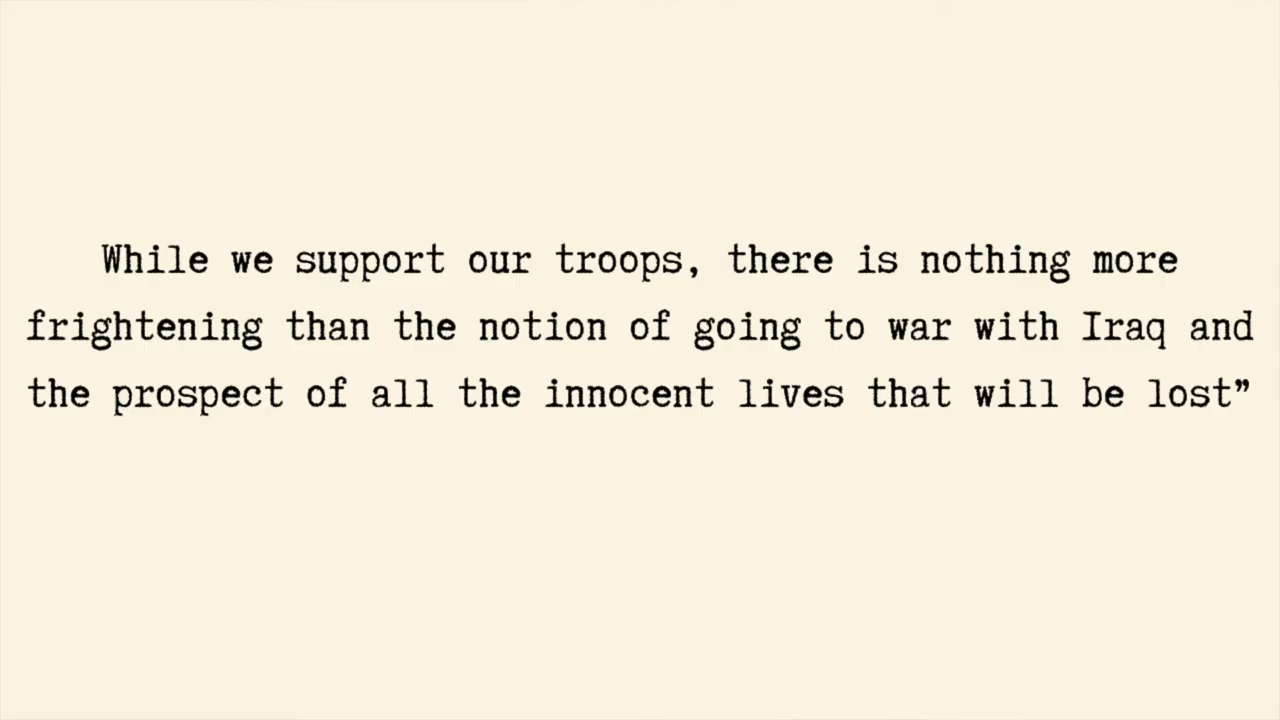 While we support our troops, there is nothing more
frightening than the notion of going to war with Iraq and
the prospect of all the innocent lives that will be lost”